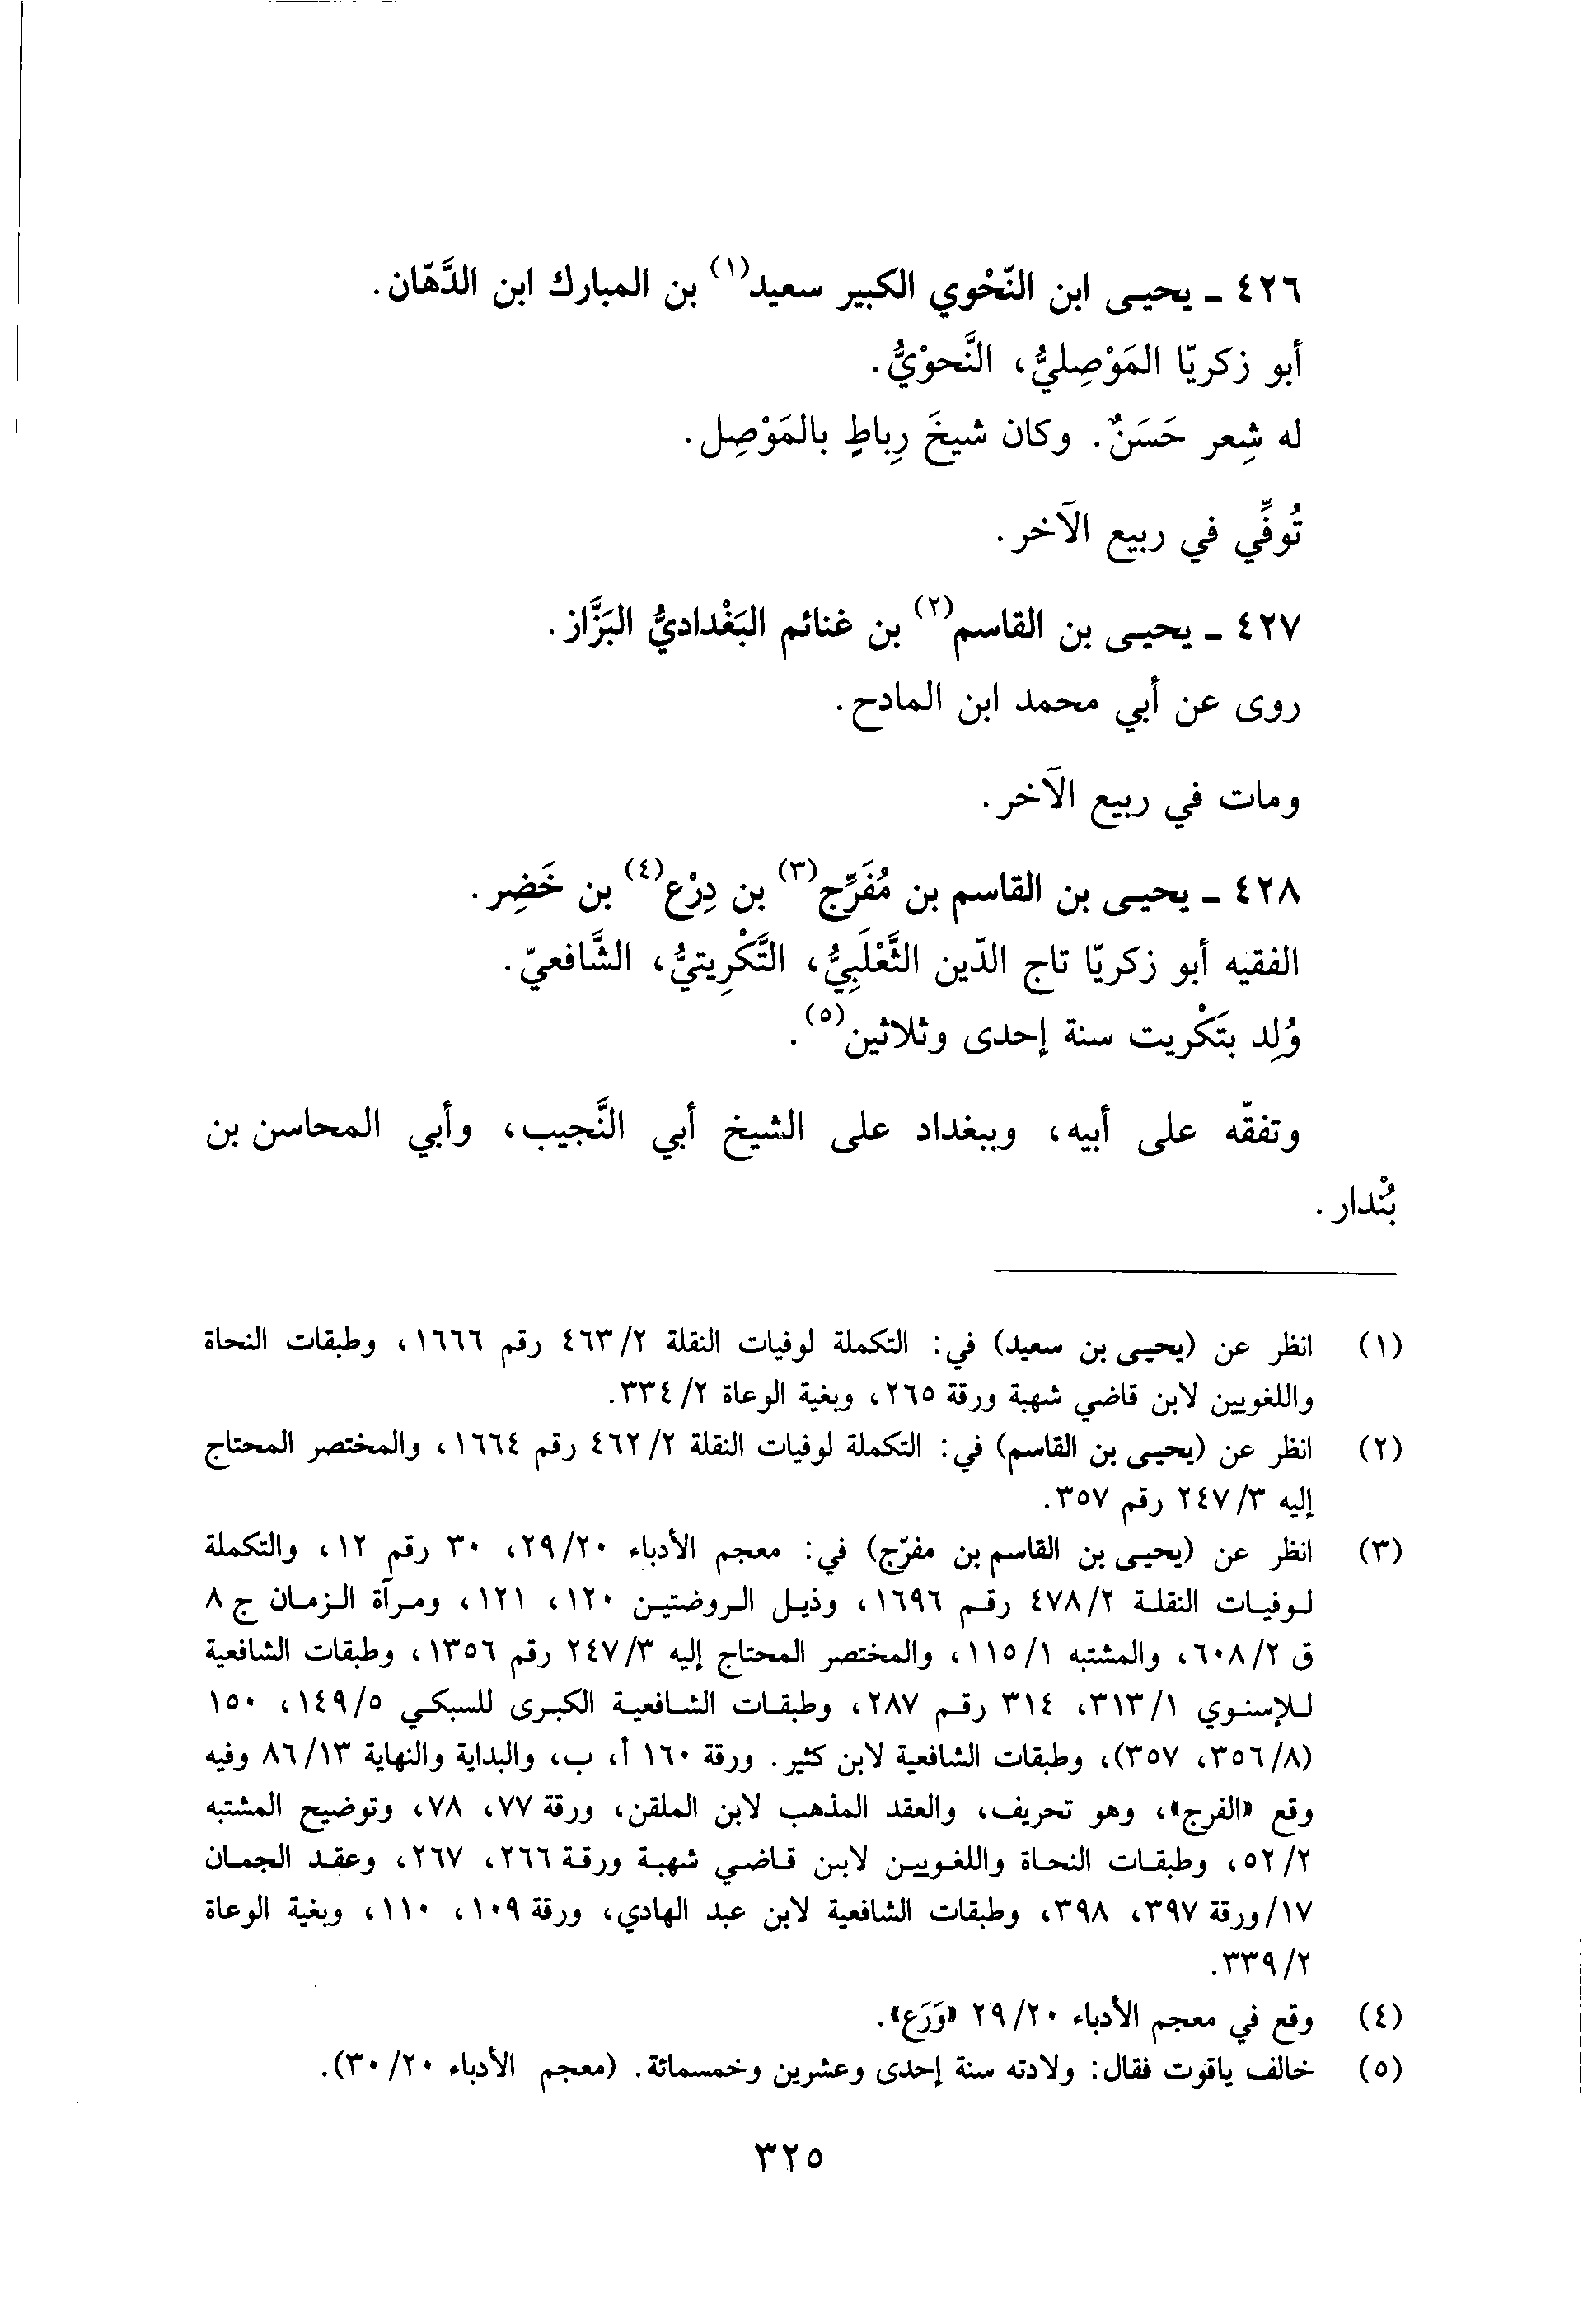 ٤٢٦ ـ يحيى ابن النّحْوي الكبير سعيد(١) بن المبارك ابن الدَّهّان.
أبو زكريّا المَوْصِليُّ، النَّحوْيُّ.
له شِعر حَسَنٌ. وكان شيخَ رِباطٍ بالمَوْصِل.
تُوفِّي في ربيع الآخر.
٤٢٧ ـ يحيى بن القاسم(٢) بن غنائم البَغْداديُّ البَزَّاز.
روى عن أبي محمد ابن المادح.
ومات في ربيع الآخر.
٤٢٨ ـ يحيى بن القاسم بن مُفَرِّج(٣) بن دِرْع(٤) بن خَضِر.
الفقيه أبو زكريّا تاج الدّين الثَّعْلَبِيُّ، التَّكْرِيتيُّ، الشَّافعيّ.
وُلِد بتَكْريت سنة إحدى وثلاثين(٥).
وتفقّه على أبيه، وببغداد على الشيخ أبي النَّجيب، وأبي المحاسن بن
بُنْدار.
(١) انظر عن (يحيى بن سعيد) في: التكملة لوفيات النقلة ٢/ ٤٦٣ رقم ١٦٦٦، وطبقات النحاة
واللغويين لابن قاضي شهبة ورقة ٢٦٥، وبغية الوعاة ٢/ ٣٣٤.
(٢) انظر عن (يحيى بن القاسم) في: التكملة لوفيات النقلة ٢/ ٤٦٢ رقم ١٦٦٤، والمختصر المحتاج
إليه ٣/ ٢٤٧ رقم ٣٥٧.
(٣) انظر عن (يحيى بن القاسم بن مفرّج) في: معجم الأدباء ٢٠/ ٢٩، ٣٠ رقم ١٢، والتكملة
لوفيات النقلة ٢/ ٤٧٨ رقم ١٦٩٦، وذيل الروضتين ١٢٠، ١٢١، ومرآة الزمان ج ٨
ق ٢/ ٦٠٨، والمشتبه ١/ ١١٥، والمختصر المحتاج إليه ٣/ ٢٤٧ رقم ١٣٥٦، وطبقات الشافعية
للإسنوي ١/ ٣١٣، ٣١٤ رقم ٢٨٧، وطبقات الشافعية الكبرى للسبكي ٥/ ١٤٩، ١٥٠
(٨/ ٣٥٦، ٣٥٧)، وطبقات الشافعية لابن كثير. ورقة ١٦٠ أ، ب، والبداية والنهاية ١٣/ ٨٦ وفيه
وقع «الفرج»، وهو تحريف، والعقد المذهب لابن الملقن، ورقة ٧٧، ٧٨، وتوضيح المشتبه
٢/ ٥٢، وطبقات النحاة واللغويين لابن قاضي شهبة ورقة ٢٦٦، ٢٦٧، وعقد الجمان
١٧/ ورقة ٣٩٧، ٣٩٨، وطبقات الشافعية لابن عبد الهادي، ورقة ١٠٩، ١١٠، وبغية الوعاة
٢/ ٣٣٩.
(٤) وقع في معجم الأدباء ٢٠/ ٢٩ «وَرَع».
(٥) خالف ياقوت فقال: ولادته سنة إحدى وعشرين وخمسمائة. (معجم الأدباء ٢٠/ ٣٠).
٣٢٥